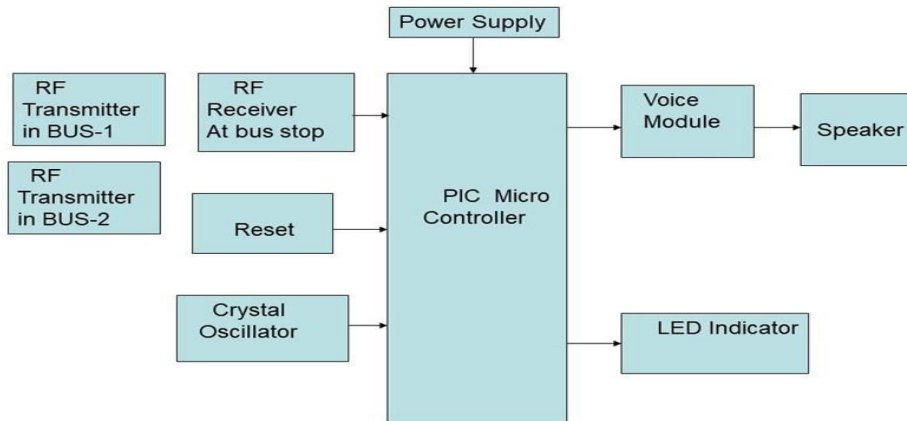 Power Supply
RF
Transmitter
in BUS-1
RF
Receiver
At bus stop
Voice
Module
Speaker
RF
Transmitter
in BUS-2
PIC Micro
Controller
Reset
Crystal
Oscillator
LED Indicator